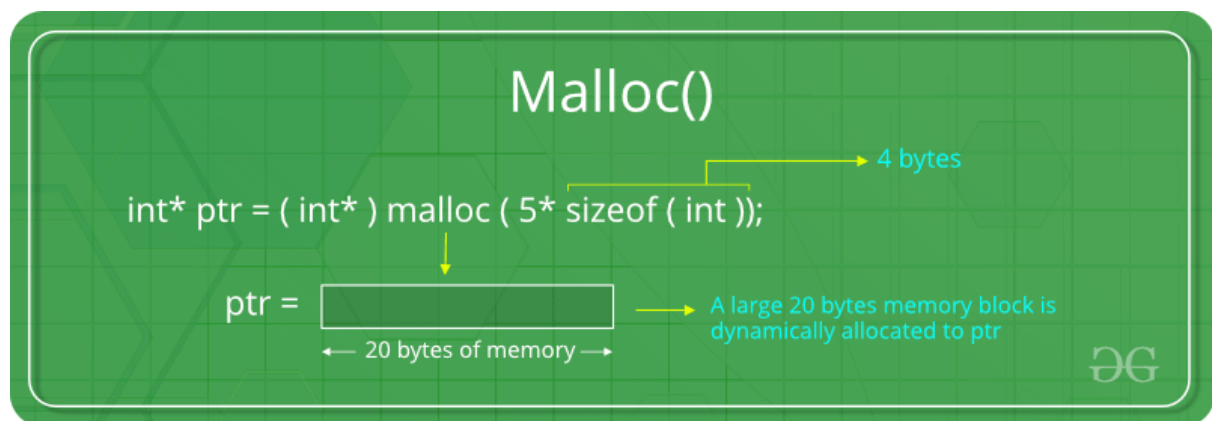 Malloc()
4 bytes
int* ptr = ( int* ) malloc ( 5* sizeof ( int ));
ptr =
A large 20 bytes memory block is
dynamically allocated to ptr
20 bytes of memory